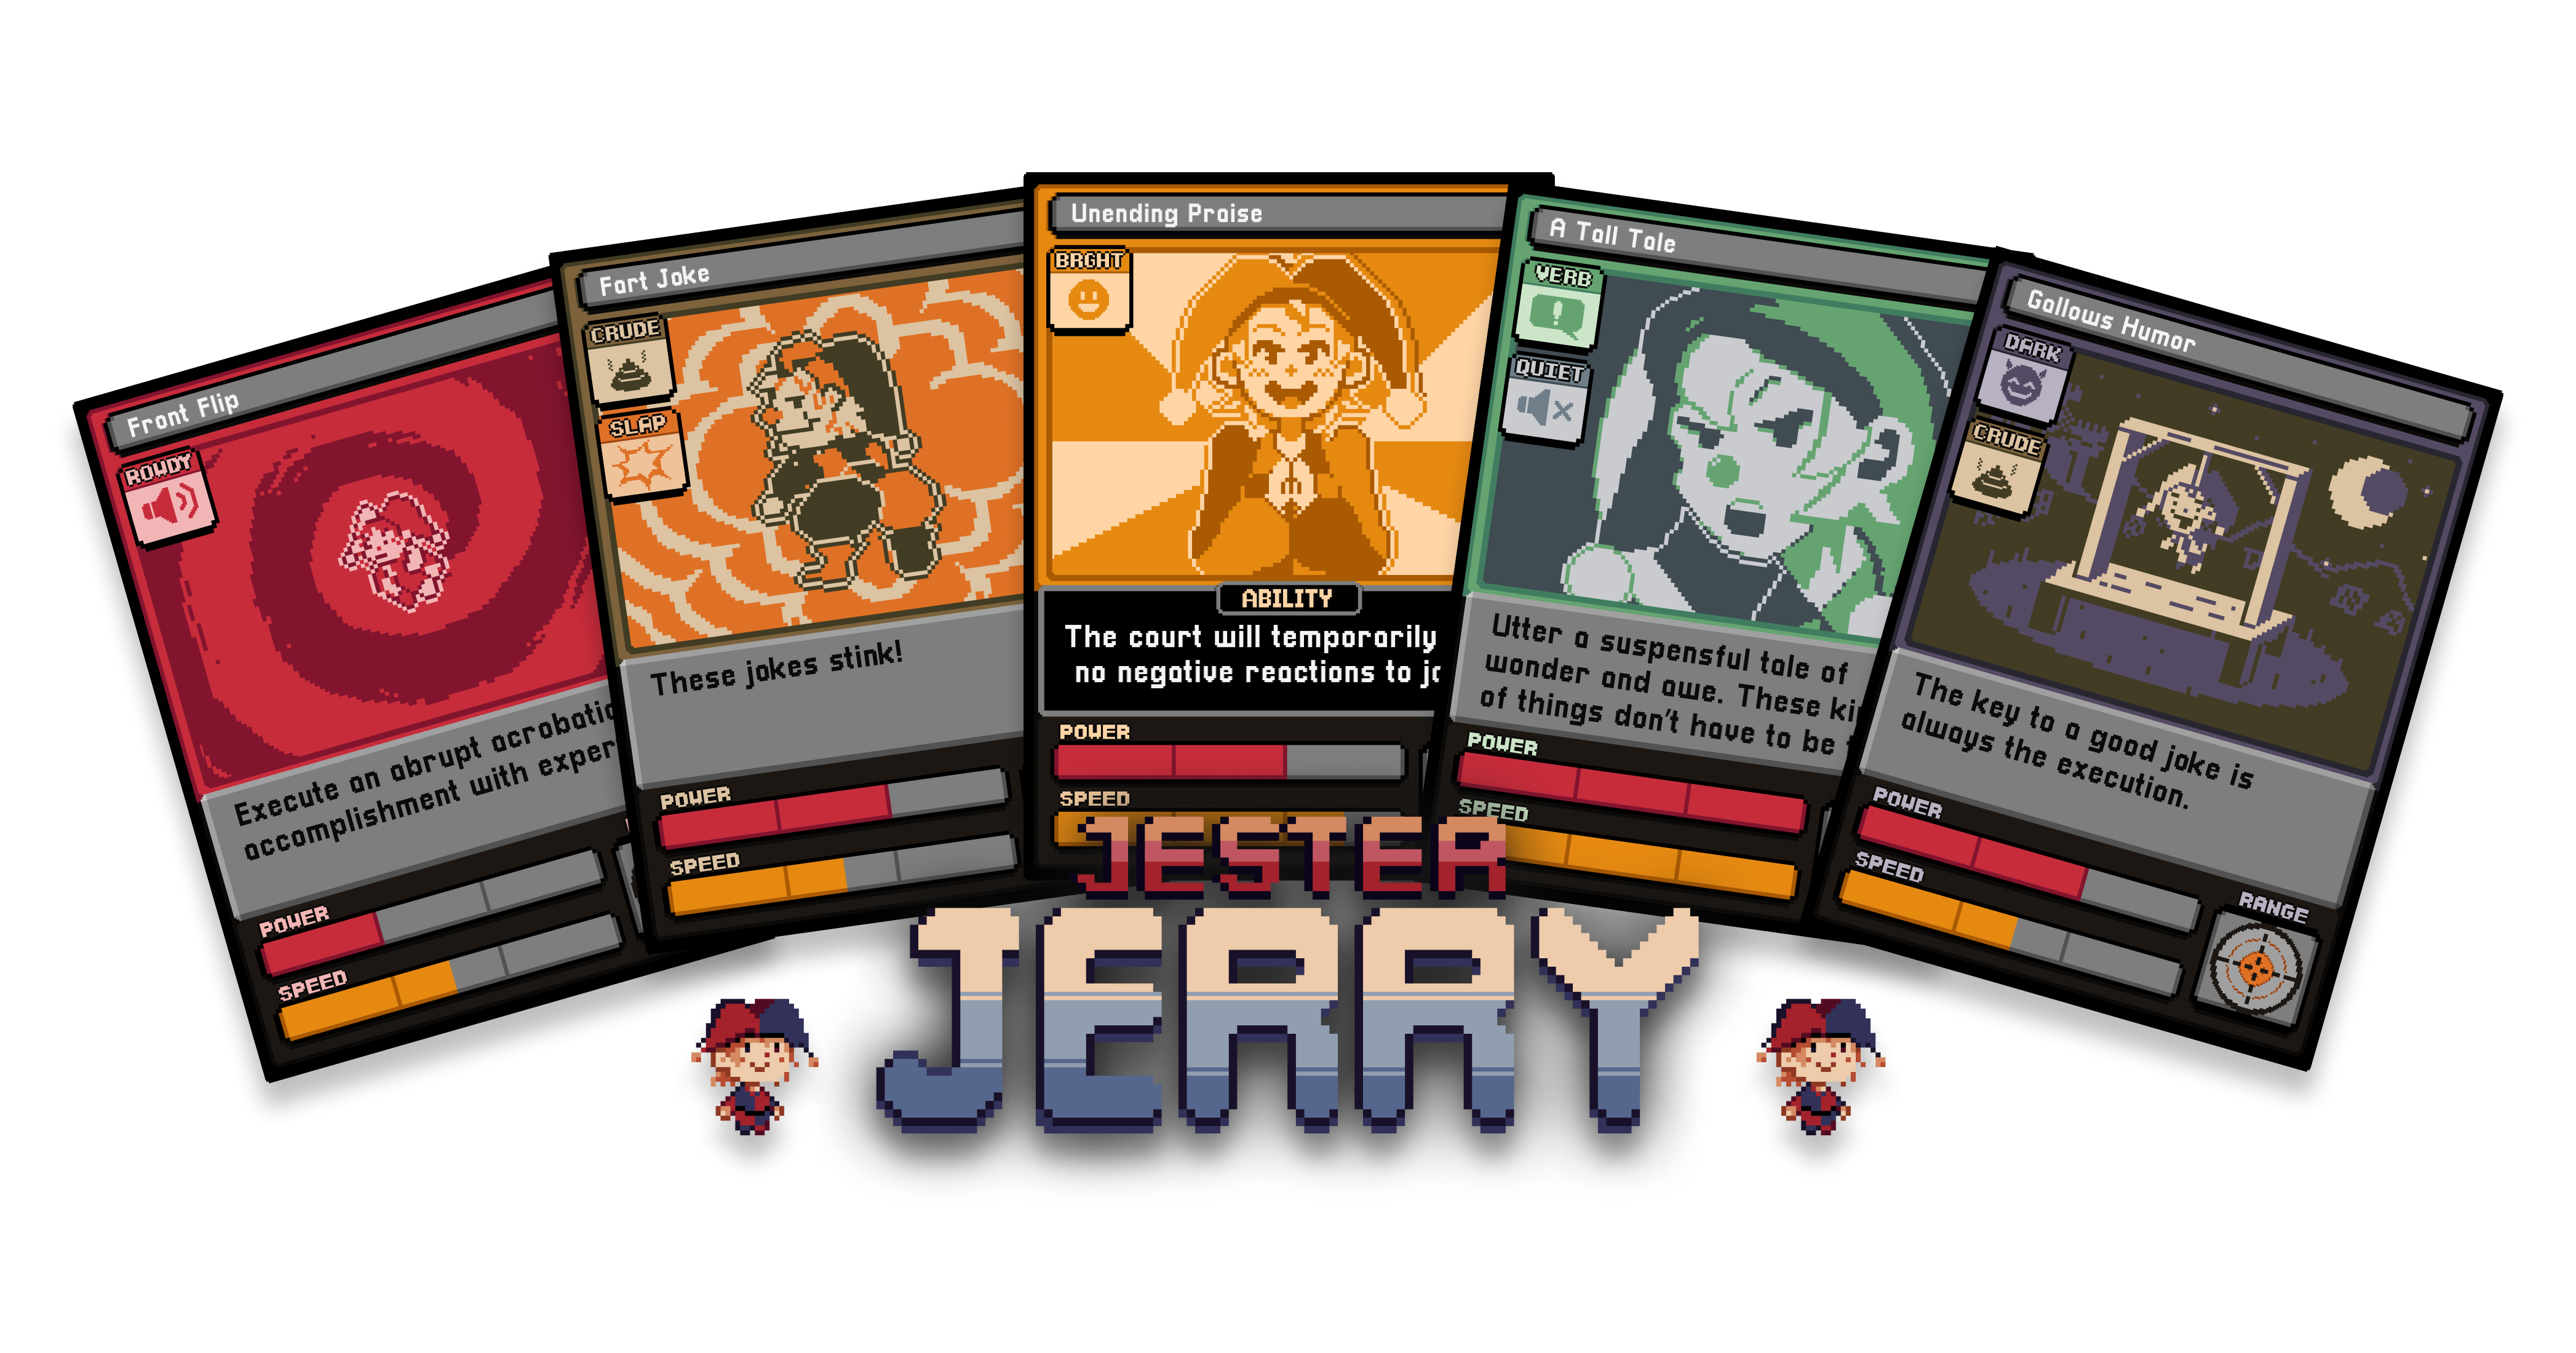 Front Flip
ROWDY
Execute an abrupt acrobatic
accomplishment with
POWER
SPEED
Fart Joke
CRUDE
SLAP
These jokes stink!
POWER
SPEED
Unending Praise
BRGHT
ABILITY
The court will temporarily
no negative reactions to
POWER
SPEED
A Tall Tale
VERB
QUIET
Utter a suspensful tale of
wonder and awe. These
of things don't have to be
POWER
SPEED
Gallows Humor
DARK
CRUDE
The key to a good joke is
always the execution.
POWER
SPEED
RANGE
JESTER
JERRY